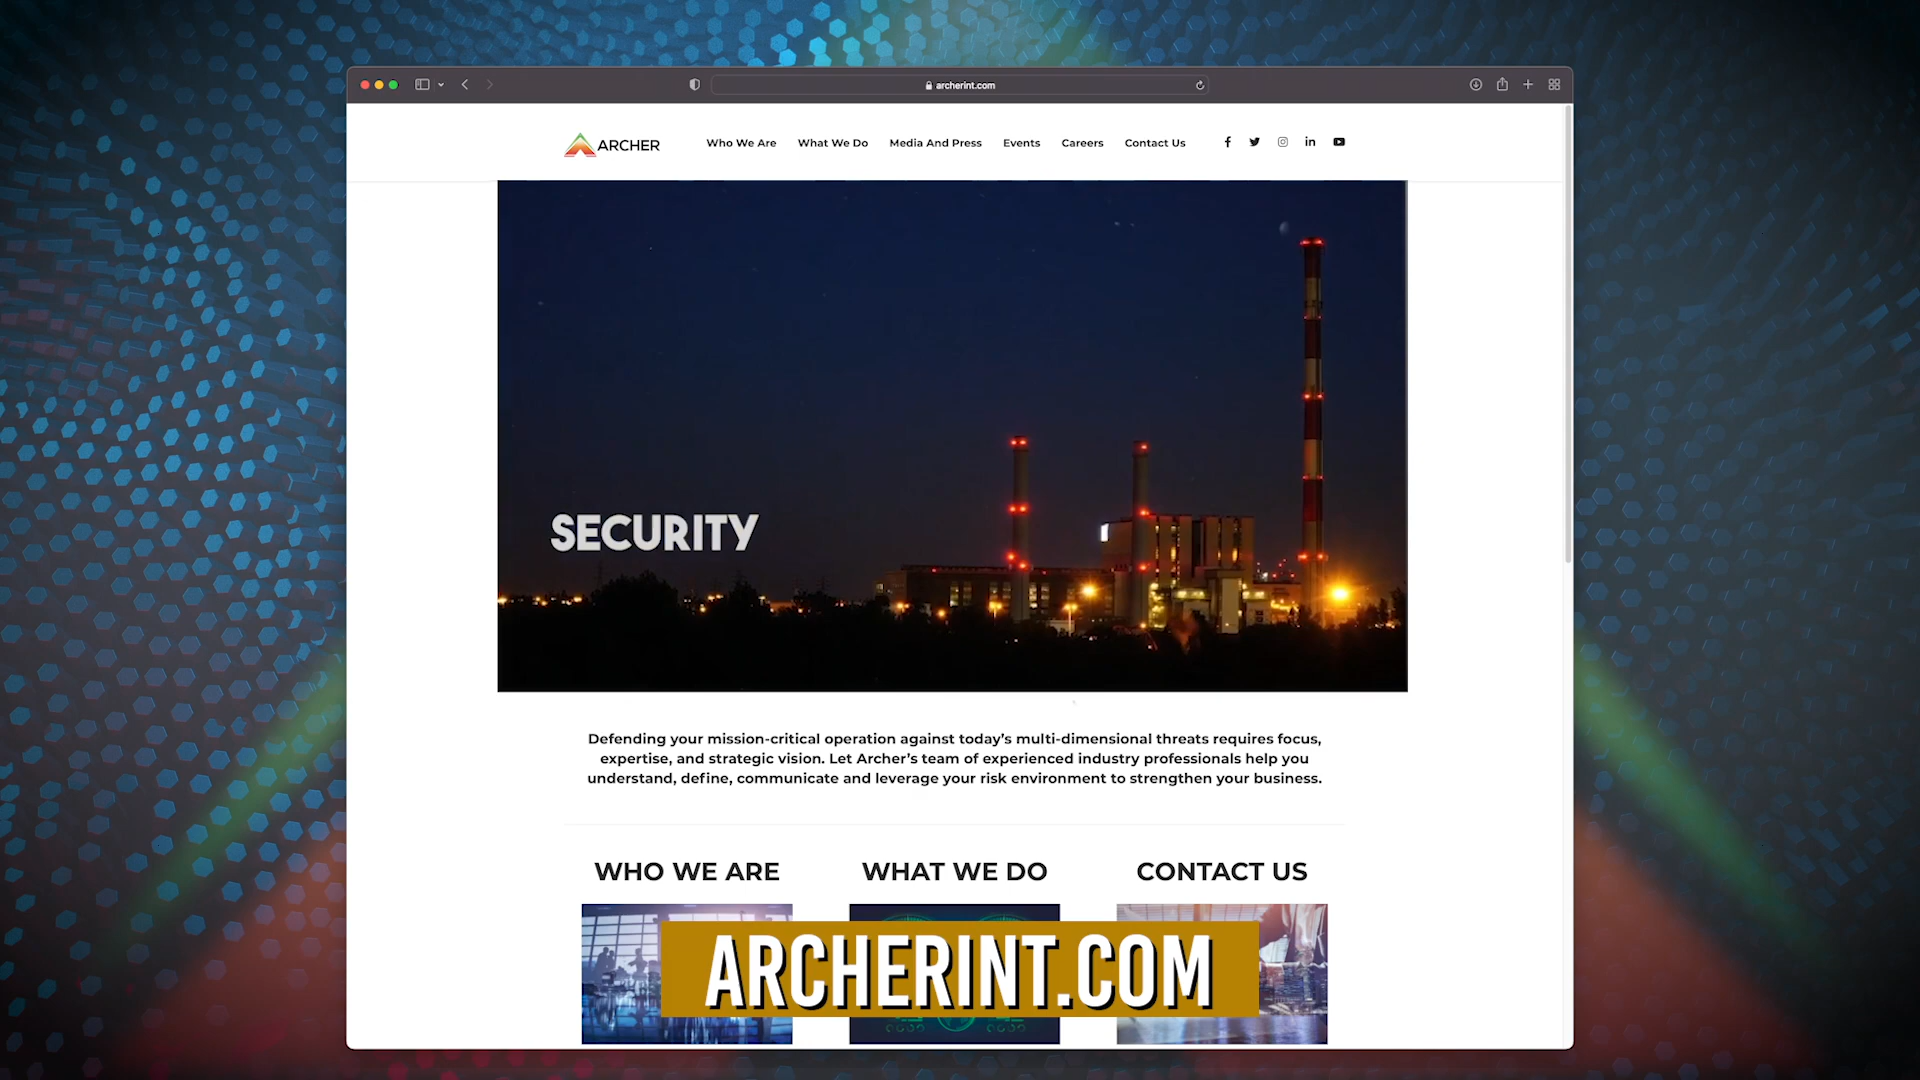 archerint.com
ARCHER
Who We Are
What We Do
Media And Press
Events
Careers
Contact Us
SECURITY
Defending your mission-critical operation against today's multi-dimensional threats requires focus,
expertise, and strategic vision. Let Archer's team of experienced industry professionals help you
understand, define, communicate and leverage your risk environment to strengthen your business.
WHO WE ARE
WHAT WE DO
CONTACT US
ARCHERINT.COM